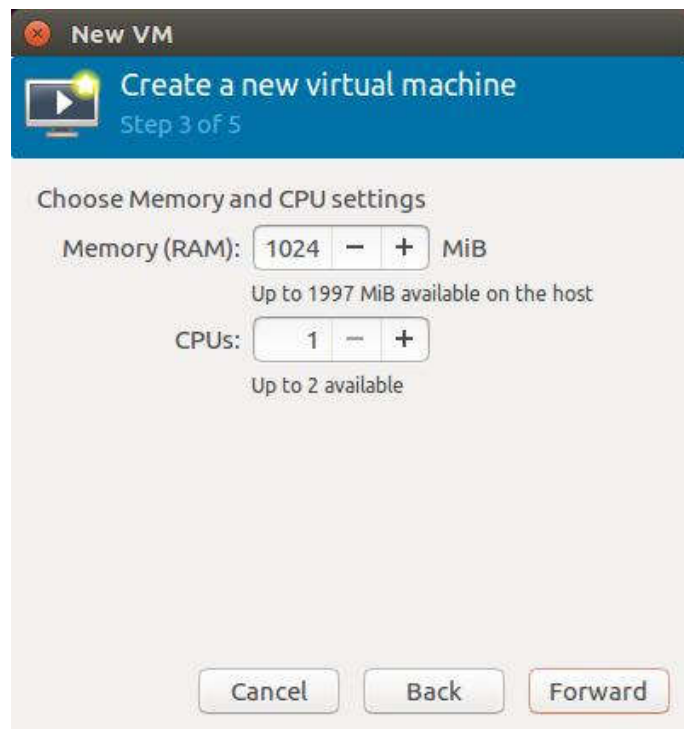 New VM
Create a new virtual machine
Step 3 of 5
Choose Memory and CPU settings
Memory (RAM): 1024 − + MiB
Up to 1997 MiB available on the host
CPUs: 1 − +
Up to 2 available
Cancel Back Forward